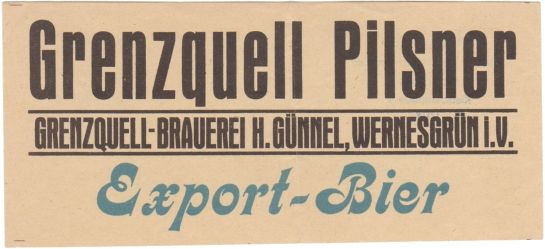 Grenzquell Pilsner
GRENZQUELL-BRAUEREI H. GÜNNEL, WERNESGRÜN i.V.
Export-Bier